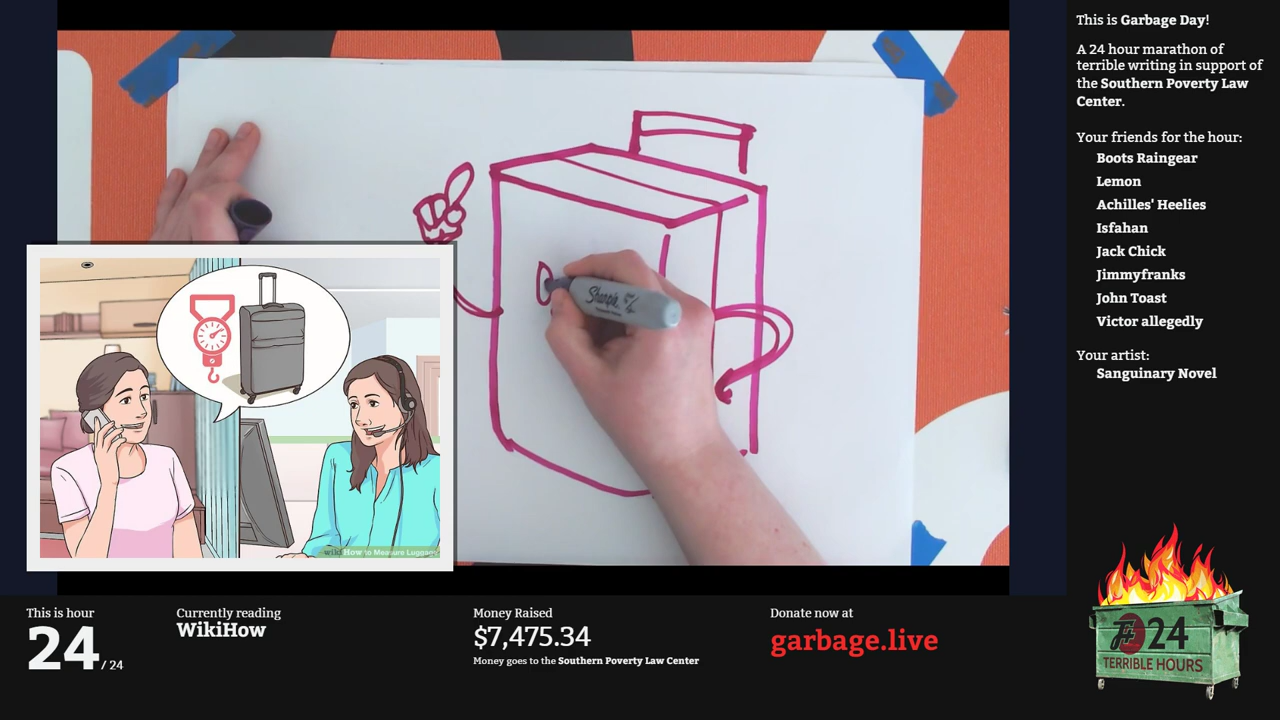 This is Garbage Day!
A 24 hour marathon of
terrible writing in support of
the Southern Poverty Law
Center.
Your friends for the hour:
Boots Raingear
Lemon
Achilles' Heelies
Isfahan
Jack Chick
Jimmyfranks
John Toast
Victor allegedly
Your artist:
Sanguinary Novel
Sharpie
wikiHow to Measure Luggage
This is hour
24 / 24
Currently reading
WikiHow
Money Raised
$7,475.34
Money goes to the Southern Poverty Law Center
Donate now at
garbage.live
24
TERRIBLE HOURS